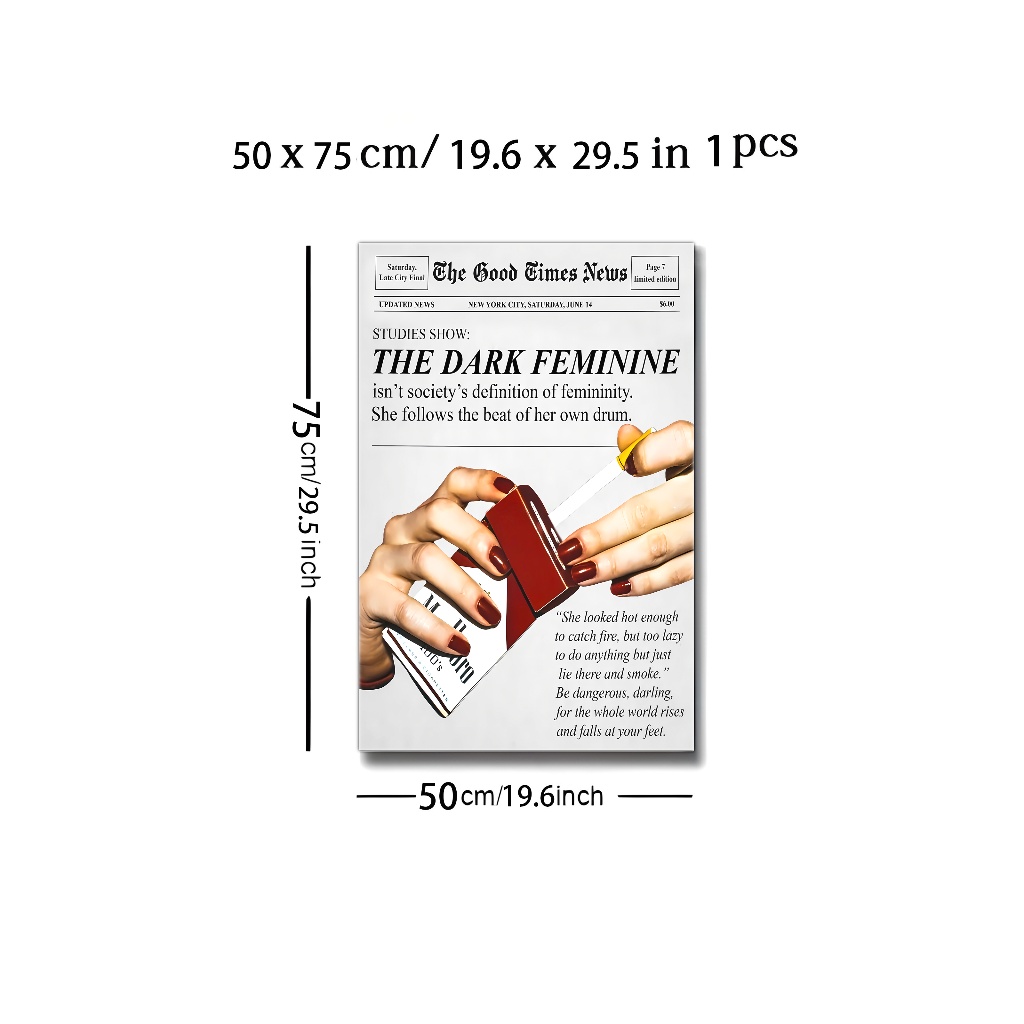 50 x 75 cm/ 19.6 x 29.5 in 1 pcs
Saturday,
Late City Final
The Good Times News
Page 7
limited edition
UPDATED NEWS
NEW YORK CITY, SATURDAY, JUNE 14
$6.00
STUDIES SHOW:
THE DARK FEMININE
isn't society's definition of femininity.
She follows the beat of her own drum.
75cm/29.5inch
100's
"She looked hot enough
to catch fire, but too lazy
to do anything but just
lie there and smoke."
Be dangerous, darling,
for the whole world rises
and falls at your feet.
50cm/19.6inch